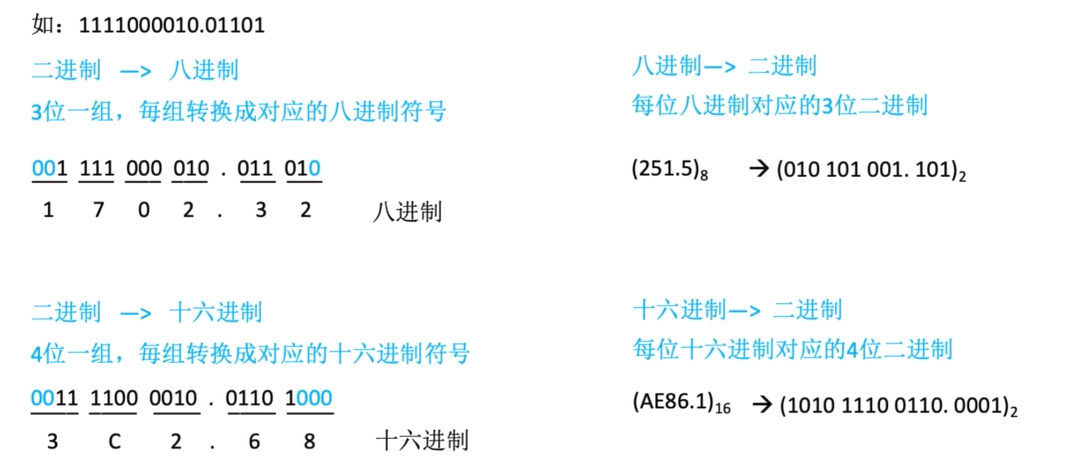 如：1111000010.01101
二进制 —> 八进制
3位一组，每组转换成对应的八进制符号
001 111 000 010 . 011 010
1 7 0 2 . 3 2 八进制
八进制—> 二进制
每位八进制对应的3位二进制
(251.5)₈ → (010 101 001. 101)₂
二进制 —> 十六进制
4位一组，每组转换成对应的十六进制符号
0011 1100 0010 . 0110 1000
3 C 2 . 6 8 十六进制
十六进制—> 二进制
每位十六进制对应的4位二进制
(AE86.1)₁₆ → (1010 1110 0110. 0001)₂